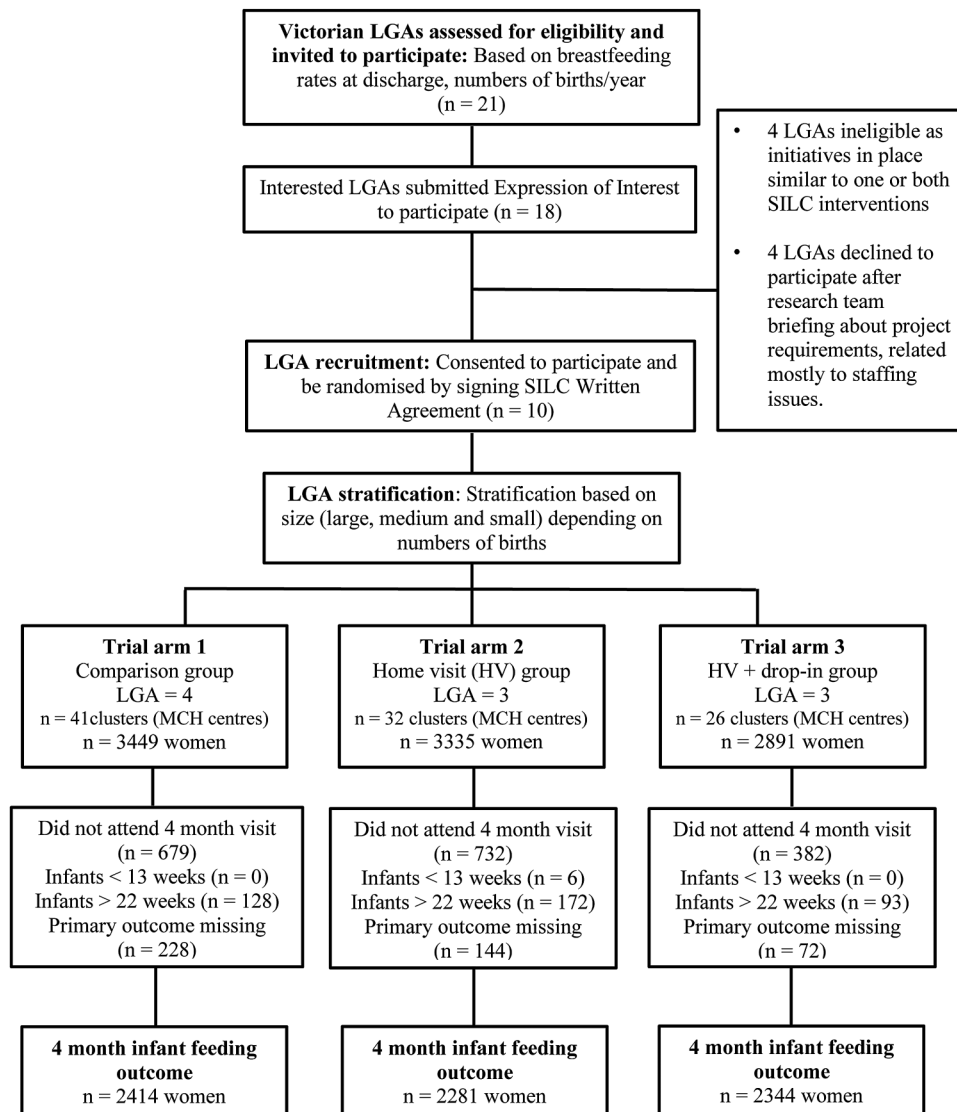 Victorian LGAs assessed for eligibility and
invited to participate: Based on breastfeeding
rates at discharge, numbers of births/year
(n = 21)
Interested LGAs submitted Expression of Interest
to participate (n = 18)
• 4 LGAs ineligible as
initiatives in place
similar to one or both
SILC interventions
• 4 LGAs declined to
participate after
research team
briefing about project
requirements, related
mostly to staffing
issues.
LGA recruitment: Consented to participate and
be randomised by signing SILC Written
Agreement (n = 10)
LGA stratification: Stratification based on
size (large, medium and small) depending on
numbers of births
Trial arm 1
Comparison group
LGA = 4
n = 41clusters (MCH centres)
n = 3449 women
Trial arm 2
Home visit (HV) group
LGA = 3
n = 32 clusters (MCH centres)
n = 3335 women
Trial arm 3
HV + drop-in group
LGA = 3
n = 26 clusters (MCH centres)
n = 2891 women
Did not attend 4 month visit
(n = 679)
Infants < 13 weeks (n = 0)
Infants > 22 weeks (n = 128)
Primary outcome missing
(n = 228)
Did not attend 4 month visit
(n = 732)
Infants < 13 weeks (n = 6)
Infants > 22 weeks (n = 172)
Primary outcome missing
(n = 144)
Did not attend 4 month visit
(n = 382)
Infants < 13 weeks (n = 0)
Infants > 22 weeks (n = 93)
Primary outcome missing
(n = 72)
4 month infant feeding
outcome
n = 2414 women
4 month infant feeding
outcome
n = 2281 women
4 month infant feeding
outcome
n = 2344 women